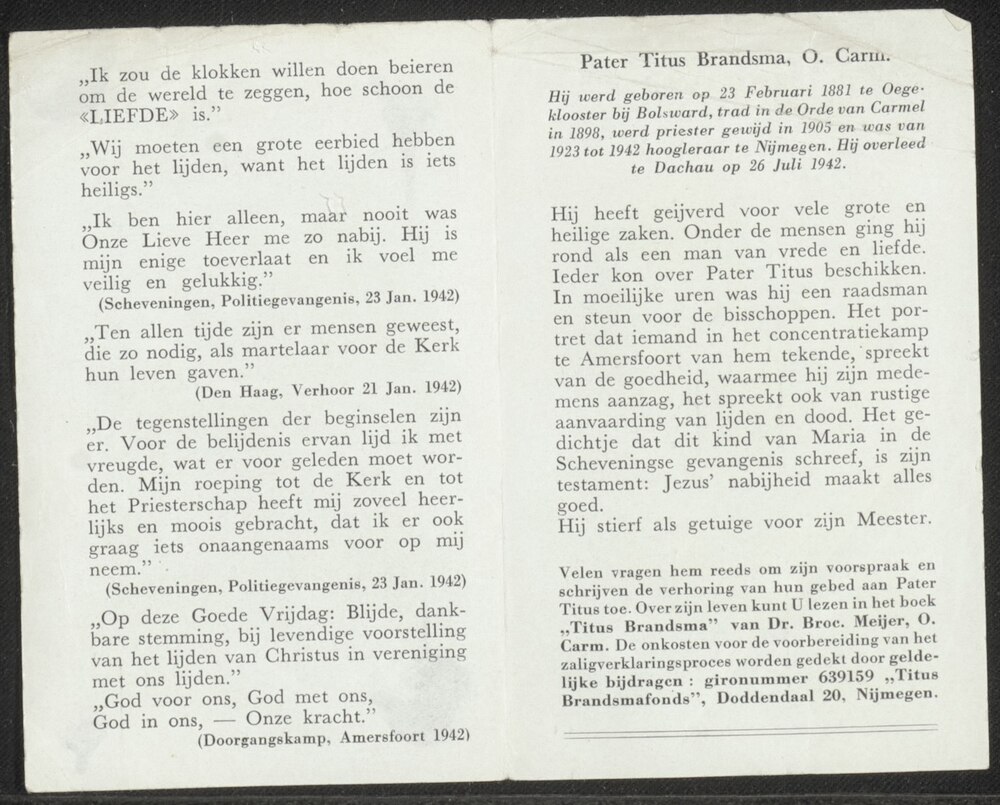 „Ik zou de klokken willen doen beieren
om de wereld te zeggen, hoe schoon de
«LIEFDE» is.”
„Wij moeten een grote eerbied hebben
voor het lijden, want het lijden is iets
heiligs.”
„Ik ben hier alleen, maar nooit was
Onze Lieve Heer me zo nabij. Hij is
mijn enige toeverlaat en ik voel me
veilig en gelukkig.”
(Scheveningen, Politiegevangenis, 23 Jan. 1942)
„Ten allen tijde zijn er mensen geweest,
die zo nodig, als martelaar voor de Kerk
hun leven gaven.”
(Den Haag, Verhoor 21 Jan. 1942)
„De tegenstellingen der beginselen zijn
er. Voor de belijdenis ervan lijd ik met
vreugde, wat er voor geleden moet wor-
den. Mijn roeping tot de Kerk en tot
het Priesterschap heeft mij zoveel heer-
lijks en moois gebracht, dat ik er ook
graag iets onaangenaams voor op mij
neem.”
(Scheveningen, Politiegevangenis, 23 Jan. 1942)
„Op deze Goede Vrijdag: Blijde, dank-
bare stemming, bij levendige voorstelling
van het lijden van Christus in vereniging
met ons lijden.”
„God voor ons, God met ons,
God in ons, — Onze kracht.”
(Doorgangskamp, Amersfoort 1942)
Pater Titus Brandsma, O. Carm.
Hij werd geboren op 23 Februari 1881 te Oege-
klooster bij Bolsward, trad in de Orde van Carmel
in 1898, werd priester gewijd in 1905 en was van
1923 tot 1942 hoogleraar te Nijmegen. Hij overleed
te Dachau op 26 Juli 1942.
Hij heeft geijverd voor vele grote en
heilige zaken. Onder de mensen ging hij
rond als een man van vrede en liefde.
Ieder kon over Pater Titus beschikken.
In moeilijke uren was hij een raadsman
en steun voor de bisschoppen. Het por-
tret dat iemand in het concentratiekamp
te Amersfoort van hem tekende, spreekt
van de goedheid, waarmee hij zijn mede-
mens aanzag, het spreekt ook van rustige
aanvaarding van lijden en dood. Het ge-
dichtje dat dit kind van Maria in de
Scheveningse gevangenis schreef, is zijn
testament: Jezus’ nabijheid maakt alles
goed.
Hij stierf als getuige voor zijn Meester.
Velen vragen hem reeds om zijn voorspraak en
schrijven de verhoring van hun gebed aan Pater
Titus toe. Over zijn leven kunt U lezen in het boek
„Titus Brandsma” van Dr. Broc. Meijer, O.
Carm. De onkosten voor de voorbereiding van het
zaligverklaringsproces worden gedekt door gelde-
lijke bijdragen : gironummer 639159 „Titus
Brandsmafonds”, Doddendaal 20, Nijmegen.